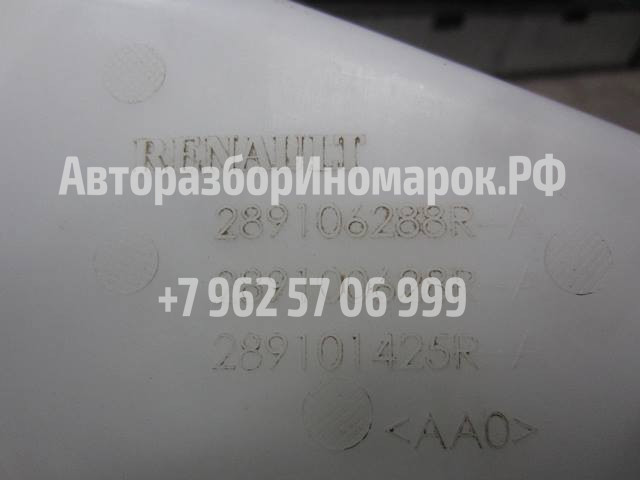 RENAULT
АвторазборИномарок.РФ
289106288R
+7 962 57 06 999
289101425R
<AA0>